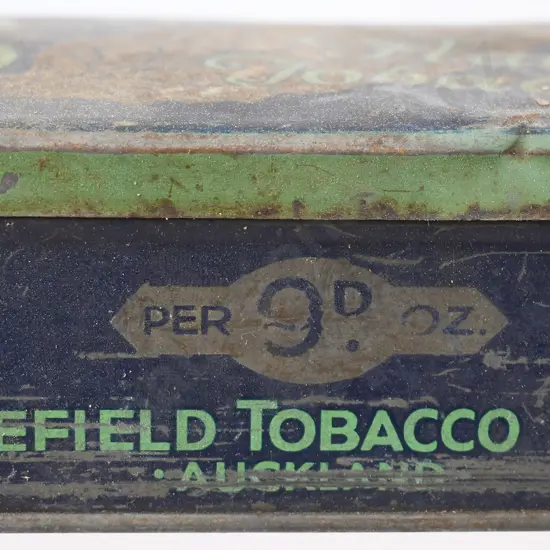 PER 9D. OZ.
EFIELD TOBACCO
· AUCKLAND